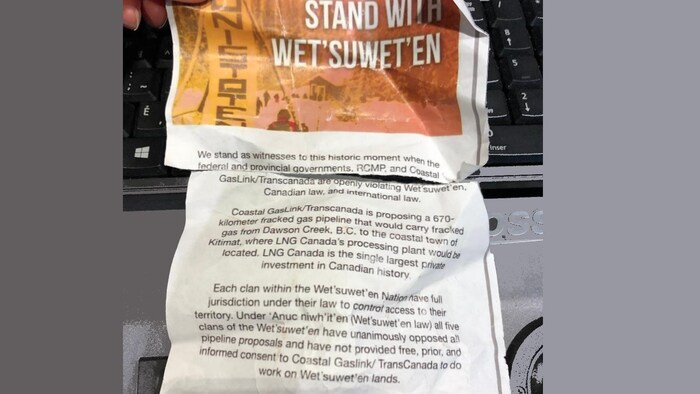 STAND WITH
WET'SUWET'EN
We stand as witnesses to this historic moment when the
federal and provincial governments, RCMP, and Coastal
GasLink/Transcanada are openly violating Wet'suwet'en,
Canadian law, and international law.
Coastal GasLink/Transcanada is proposing a 670-
kilometer fracked gas pipeline that would carry fracked
gas from Dawson Creek, B.C. to the coastal town of
Kitimat, where LNG Canada's processing plant would be
located. LNG Canada is the single largest private
investment in Canadian history.
Each clan within the Wet'suwet'en Nation have full
jurisdiction under their law to control access to their
territory. Under 'Anuc niwh'it'en (Wet'suwet'en law) all five
clans of the Wet'suwet'en have unanimously opposed all
pipeline proposals and have not provided free, prior, and
informed consent to Coastal Gaslink/ TransCanada to do
work on Wet'suwet'en lands.